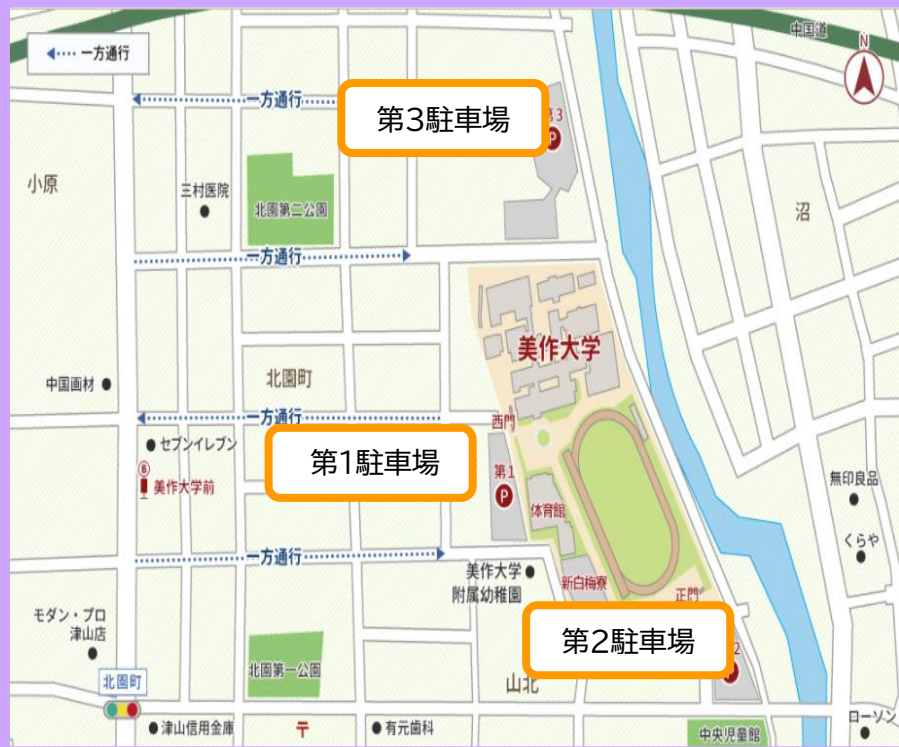 中国道
一方通行
N
一方通行
第3駐車場
3
P
小原
三村医院
北園第二公園
沼
一方通行
美作大学
北園町
中国画材
一方通行
西門
セブンイレブン
B
美作大学前
第1駐車場
第1
P
体育館
無印良品
くらや
一方通行
美作大学
附属幼稚園
新白梅寮
正門
モダン・プロ
津山店
第2駐車場
2
P
北園町
北園第一公園
山北
津山信用金庫
〒
有元歯科
中央児童館
ローソン